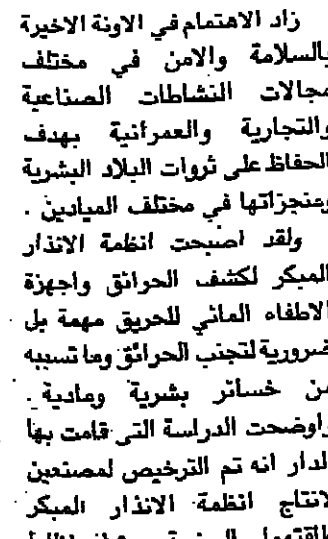 زاد الاهتمام في الاونة الاخيرة
بالسلامة والامن في مختلف
مجالات النشاطات الصناعية
والتجارية والعمرانية بهدف
الحفاظ على ثروات البلاد البشرية
ومنجزاتها في مختلف الميادين .
ولقد اصبحت انظمة الانذار
المبكر لكشف الحرائق واجهزة
الاطفاء المائي للحريق مهمة بل
ضرورية لتجنب الحرائق وما تسببه
من خسائر بشرية ومادية .
واوضحت الدراسة التي قامت بها
الدار انه تم الترخيص لمصنعين
لانتاج انظمة الانذار المبكر